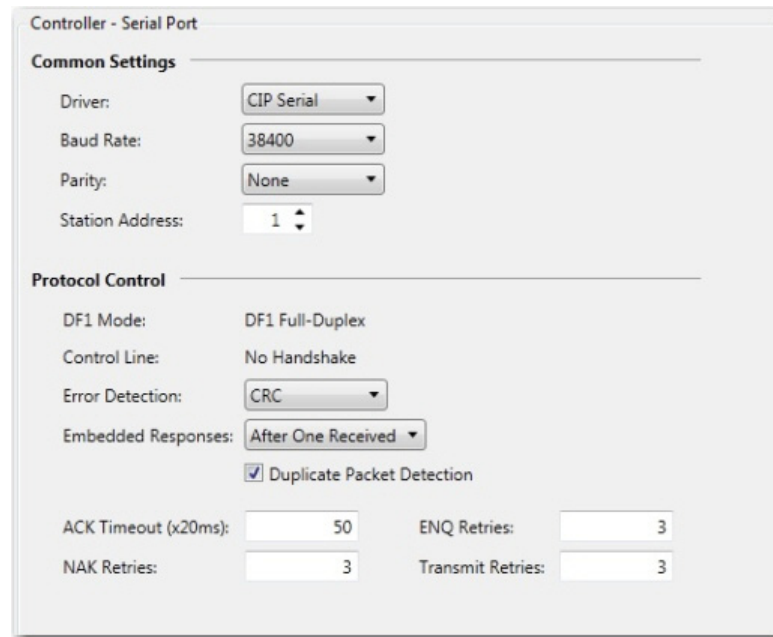 Controller - Serial Port
Common Settings
Driver: CIP Serial
Baud Rate: 38400
Parity: None
Station Address: 1
Protocol Control
DF1 Mode: DF1 Full-Duplex
Control Line: No Handshake
Error Detection: CRC
Embedded Responses: After One Received
Duplicate Packet Detection
ACK Timeout (x20ms): 50 ENQ Retries: 3
NAK Retries: 3 Transmit Retries: 3